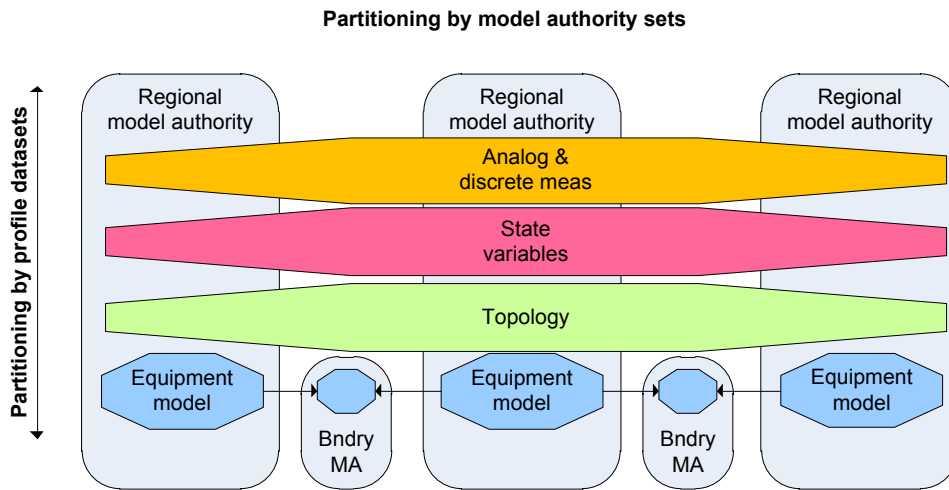 Partitioning by model authority sets
Partitioning by profile datasets
Regional
model authority
Regional
model authority
Regional
model authority
Analog &
discrete meas
State
variables
Topology
Equipment
model
Equipment
model
Equipment
model
Bndry
MA
Bndry
MA